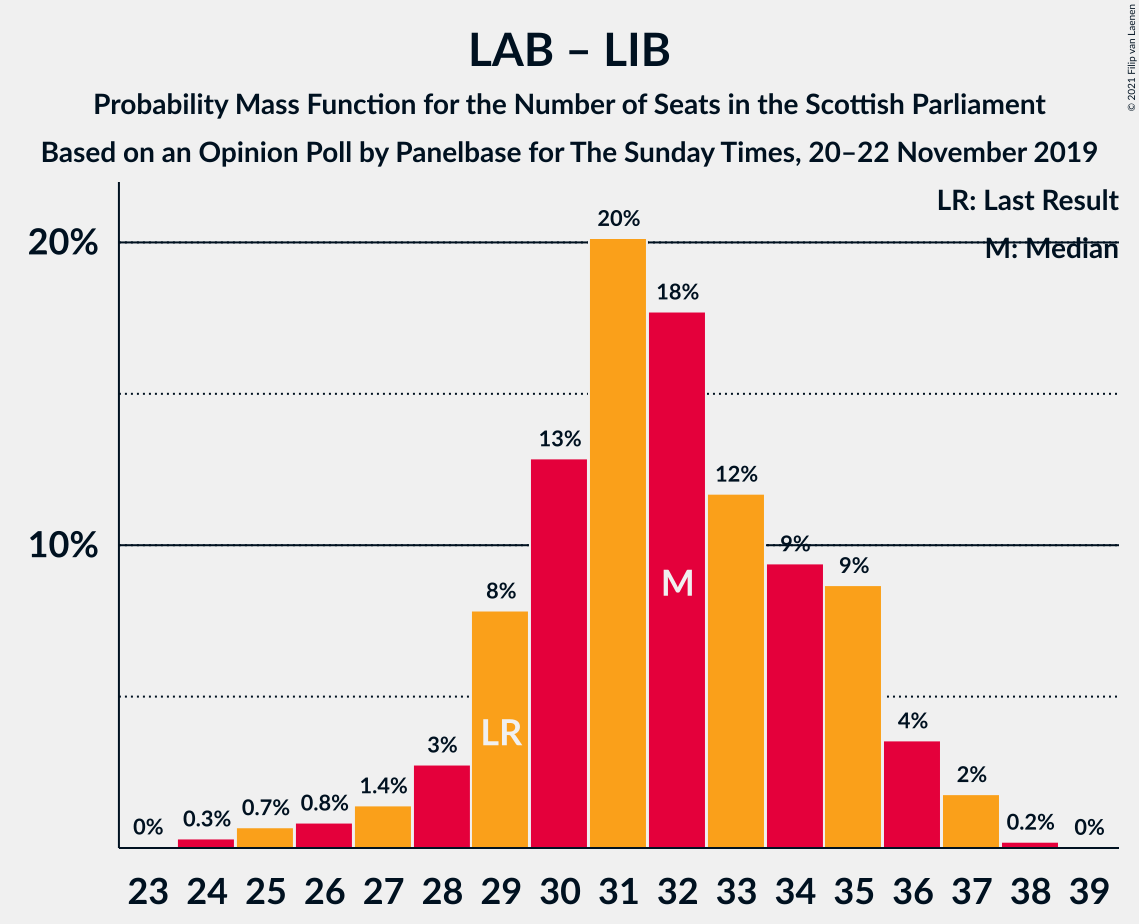 LAB – LIB
Probability Mass Function for the Number of Seats in the Scottish Parliament
Based on an Opinion Poll by Panelbase for The Sunday Times, 20–22 November 2019
© 2021 Filip van Laenen
LR: Last Result
M: Median
20%
10%
0% 0.3% 0.7% 0.8% 1.4% 3% 8% 13% 20% 18% 12% 9% 9% 4% 2% 0.2% 0%
LR
M
23 24 25 26 27 28 29 30 31 32 33 34 35 36 37 38 39